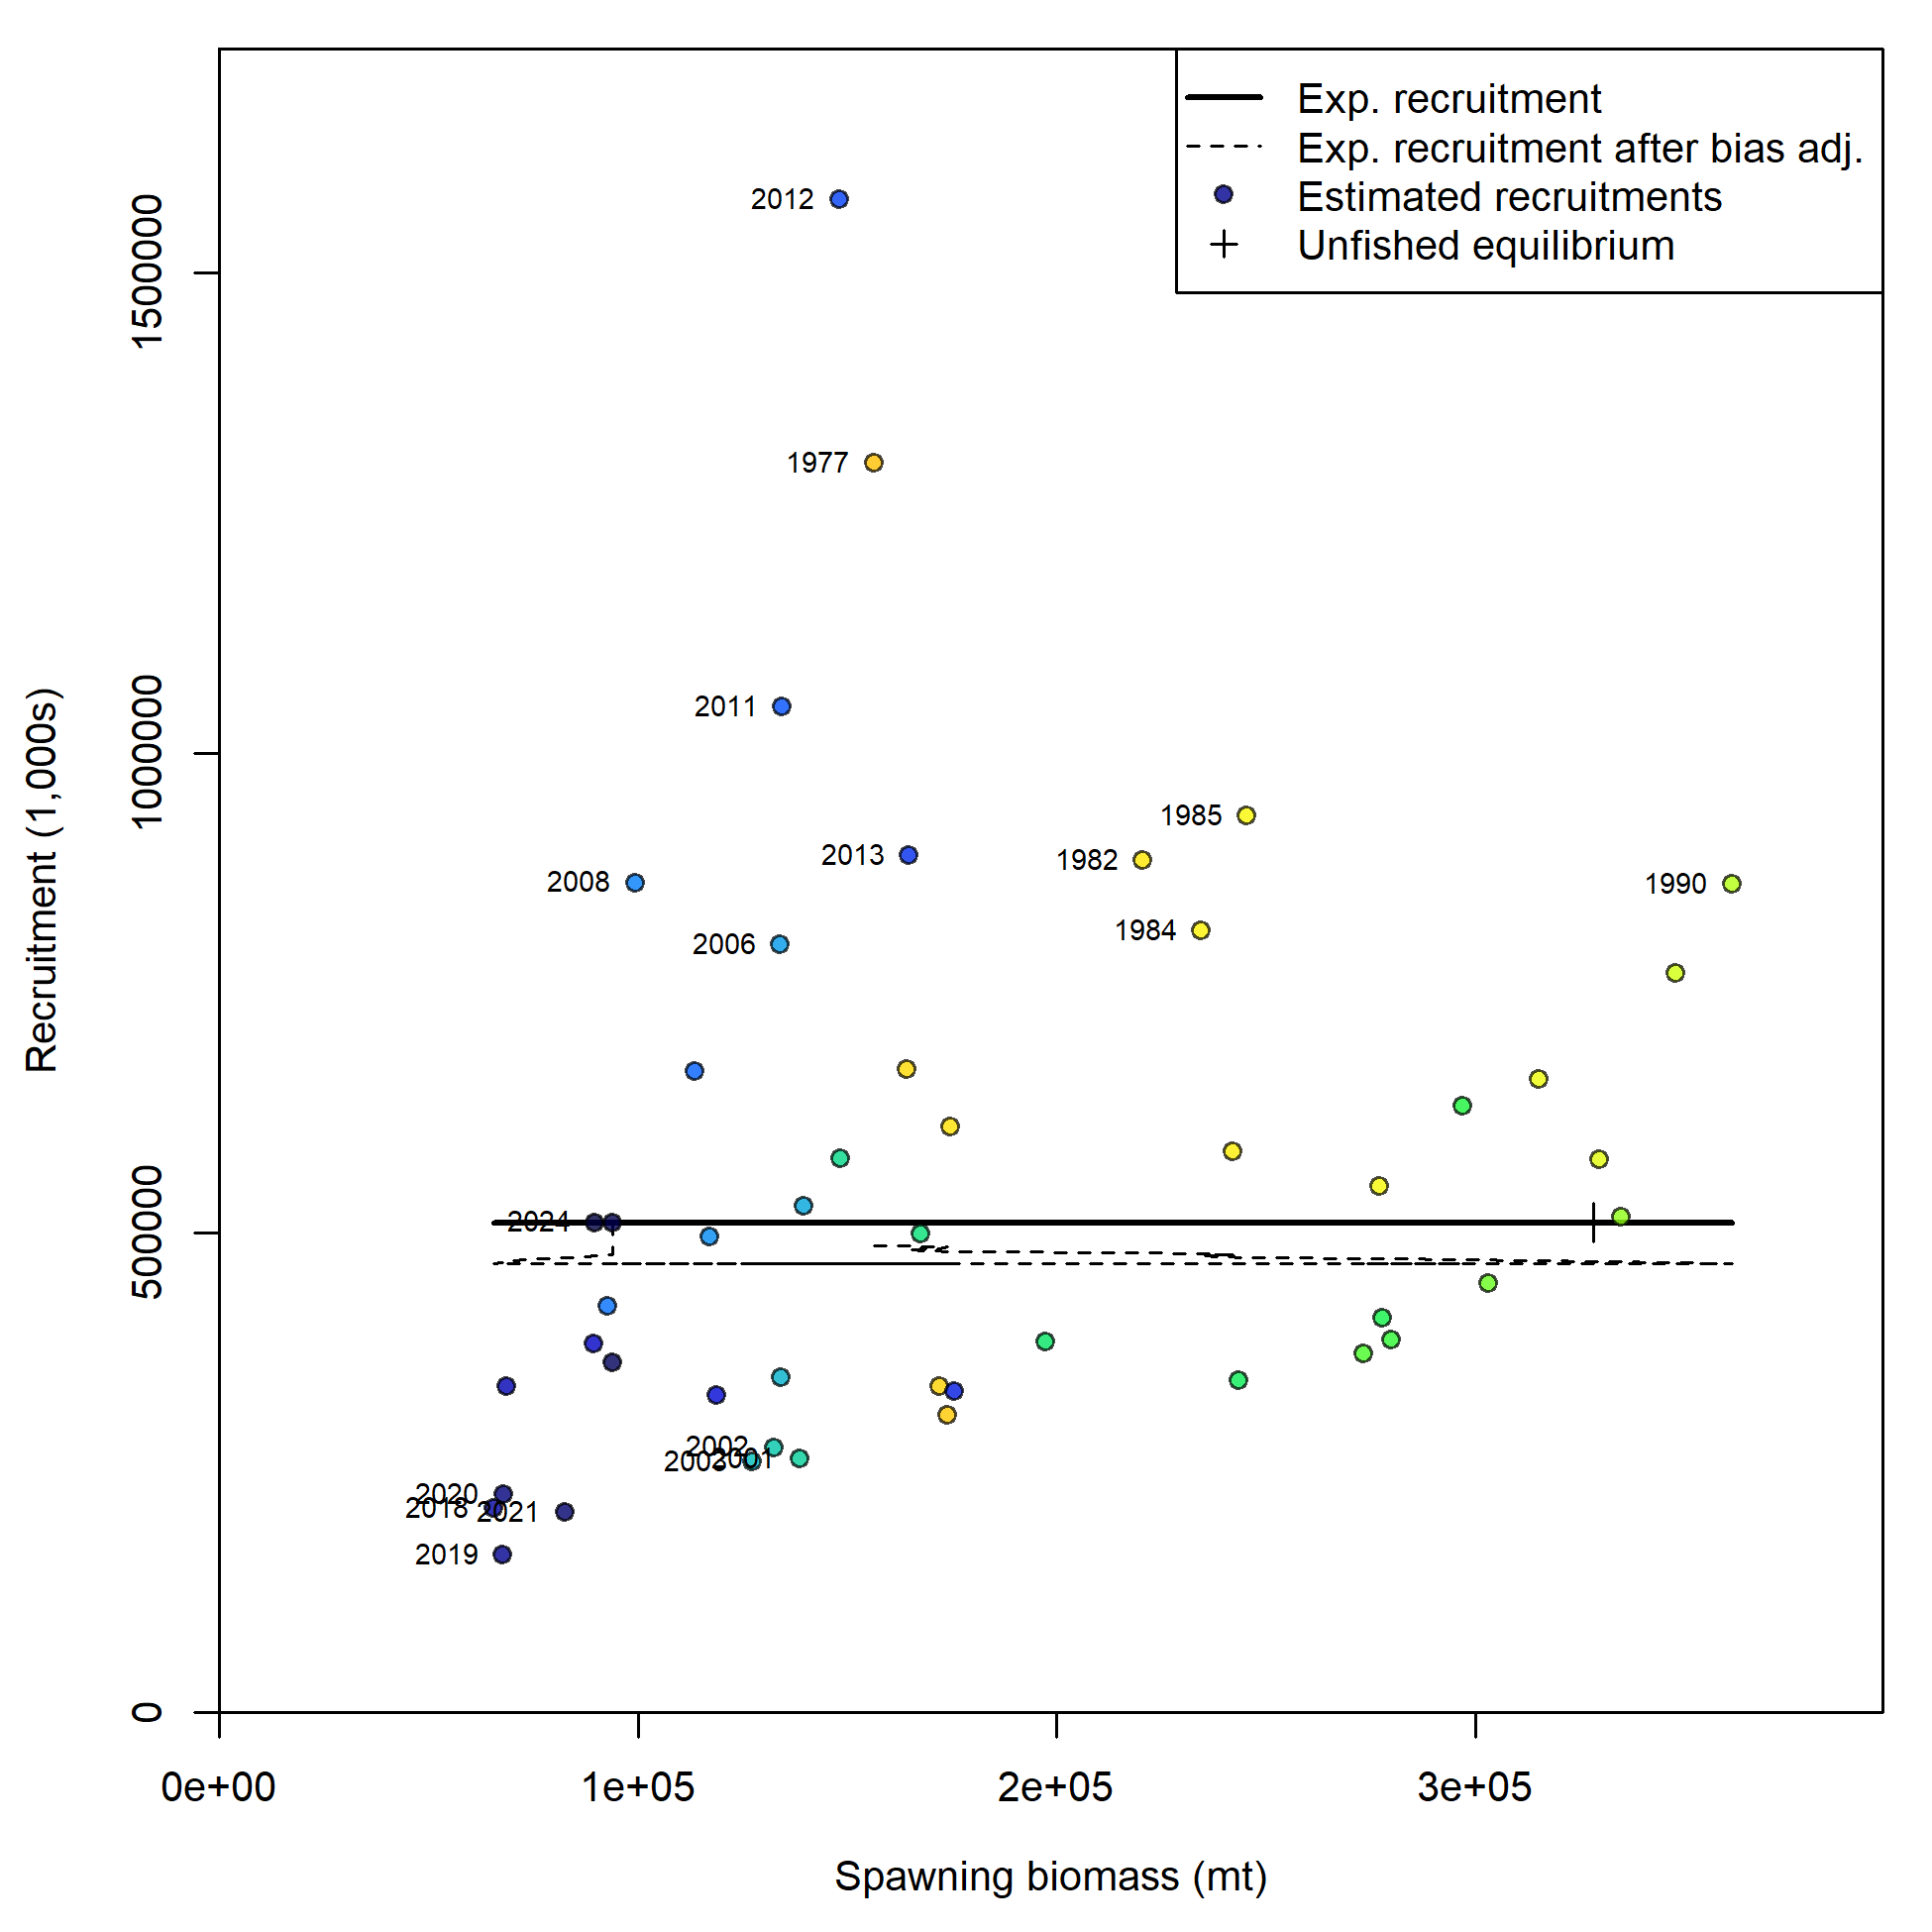 Exp. recruitment
Exp. recruitment after bias adj.
Estimated recruitments
Unfished equilibrium
2012
1977
2011
1985
2013
1982
2008
1990
1984
2006
2024
2002
2003
2001
2020
2018
2021
2019
Recruitment (1,000s)
1500000
1000000
500000
0
0e+00
1e+05
2e+05
3e+05
Spawning biomass (mt)